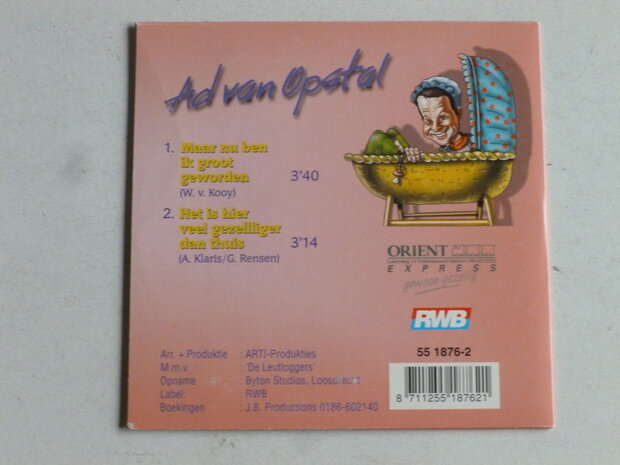 Ad van Opstal
1. Maar nu ben
ik groot
geworden 3'40
(W. v. Kooy)
2. Het is hier
veel gezellliger
dan thuis 3'14
(A. Klaris/G. Rensen)
ORIENT
EXPRESS
gewoon gezellig
RWB
55 1876-2
Arr. + Produktie : ARTI-Produkties
M.m.v. : 'De Leutloggers'
Opname : Byton Studios, Loosdrecht
Label: : RWB
Boekingen : J.B. Productions 0186-602140
8 711255 187621